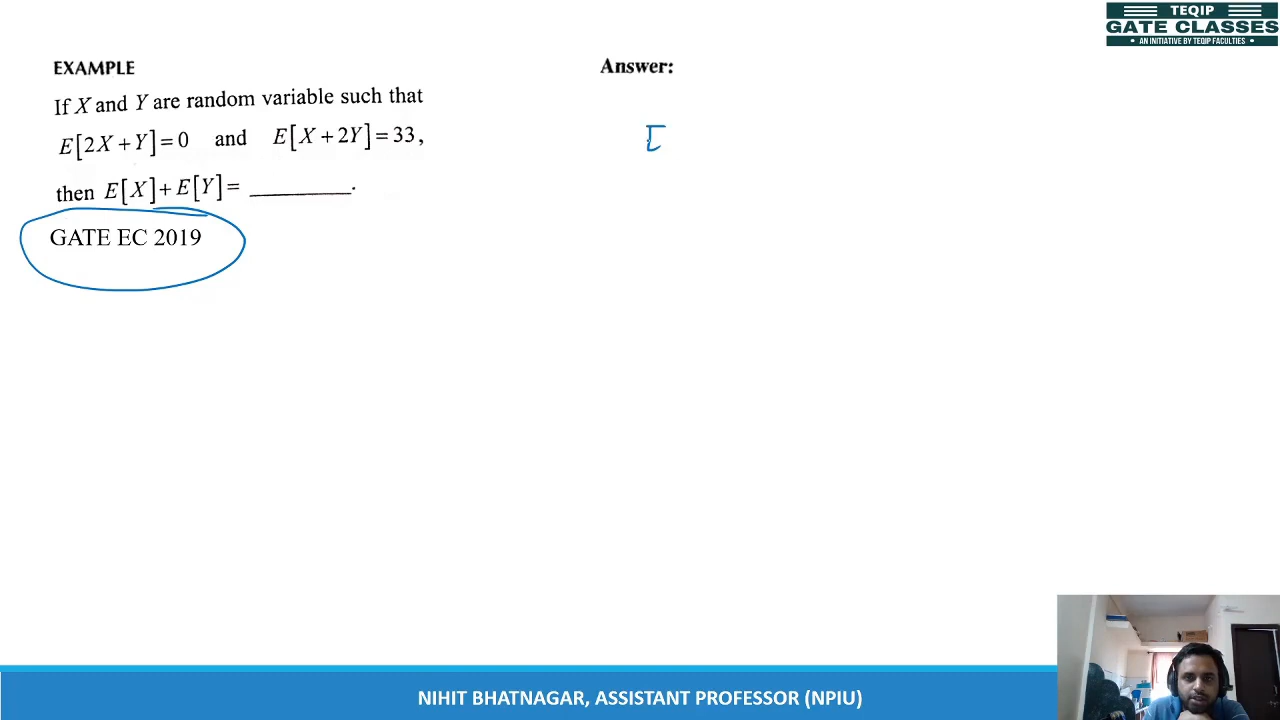 TEQIP
GATE CLASSES
• AN INITIATIVE BY TEQIP FACULTIES •
EXAMPLE
If X and Y are random variable such that
E[2X + Y] = 0 and E[X + 2Y] = 33,
then E[X] + E[Y] = __________.
GATE EC 2019
Answer:
E
NIHIT BHATNAGAR, ASSISTANT PROFESSOR (NPIU)